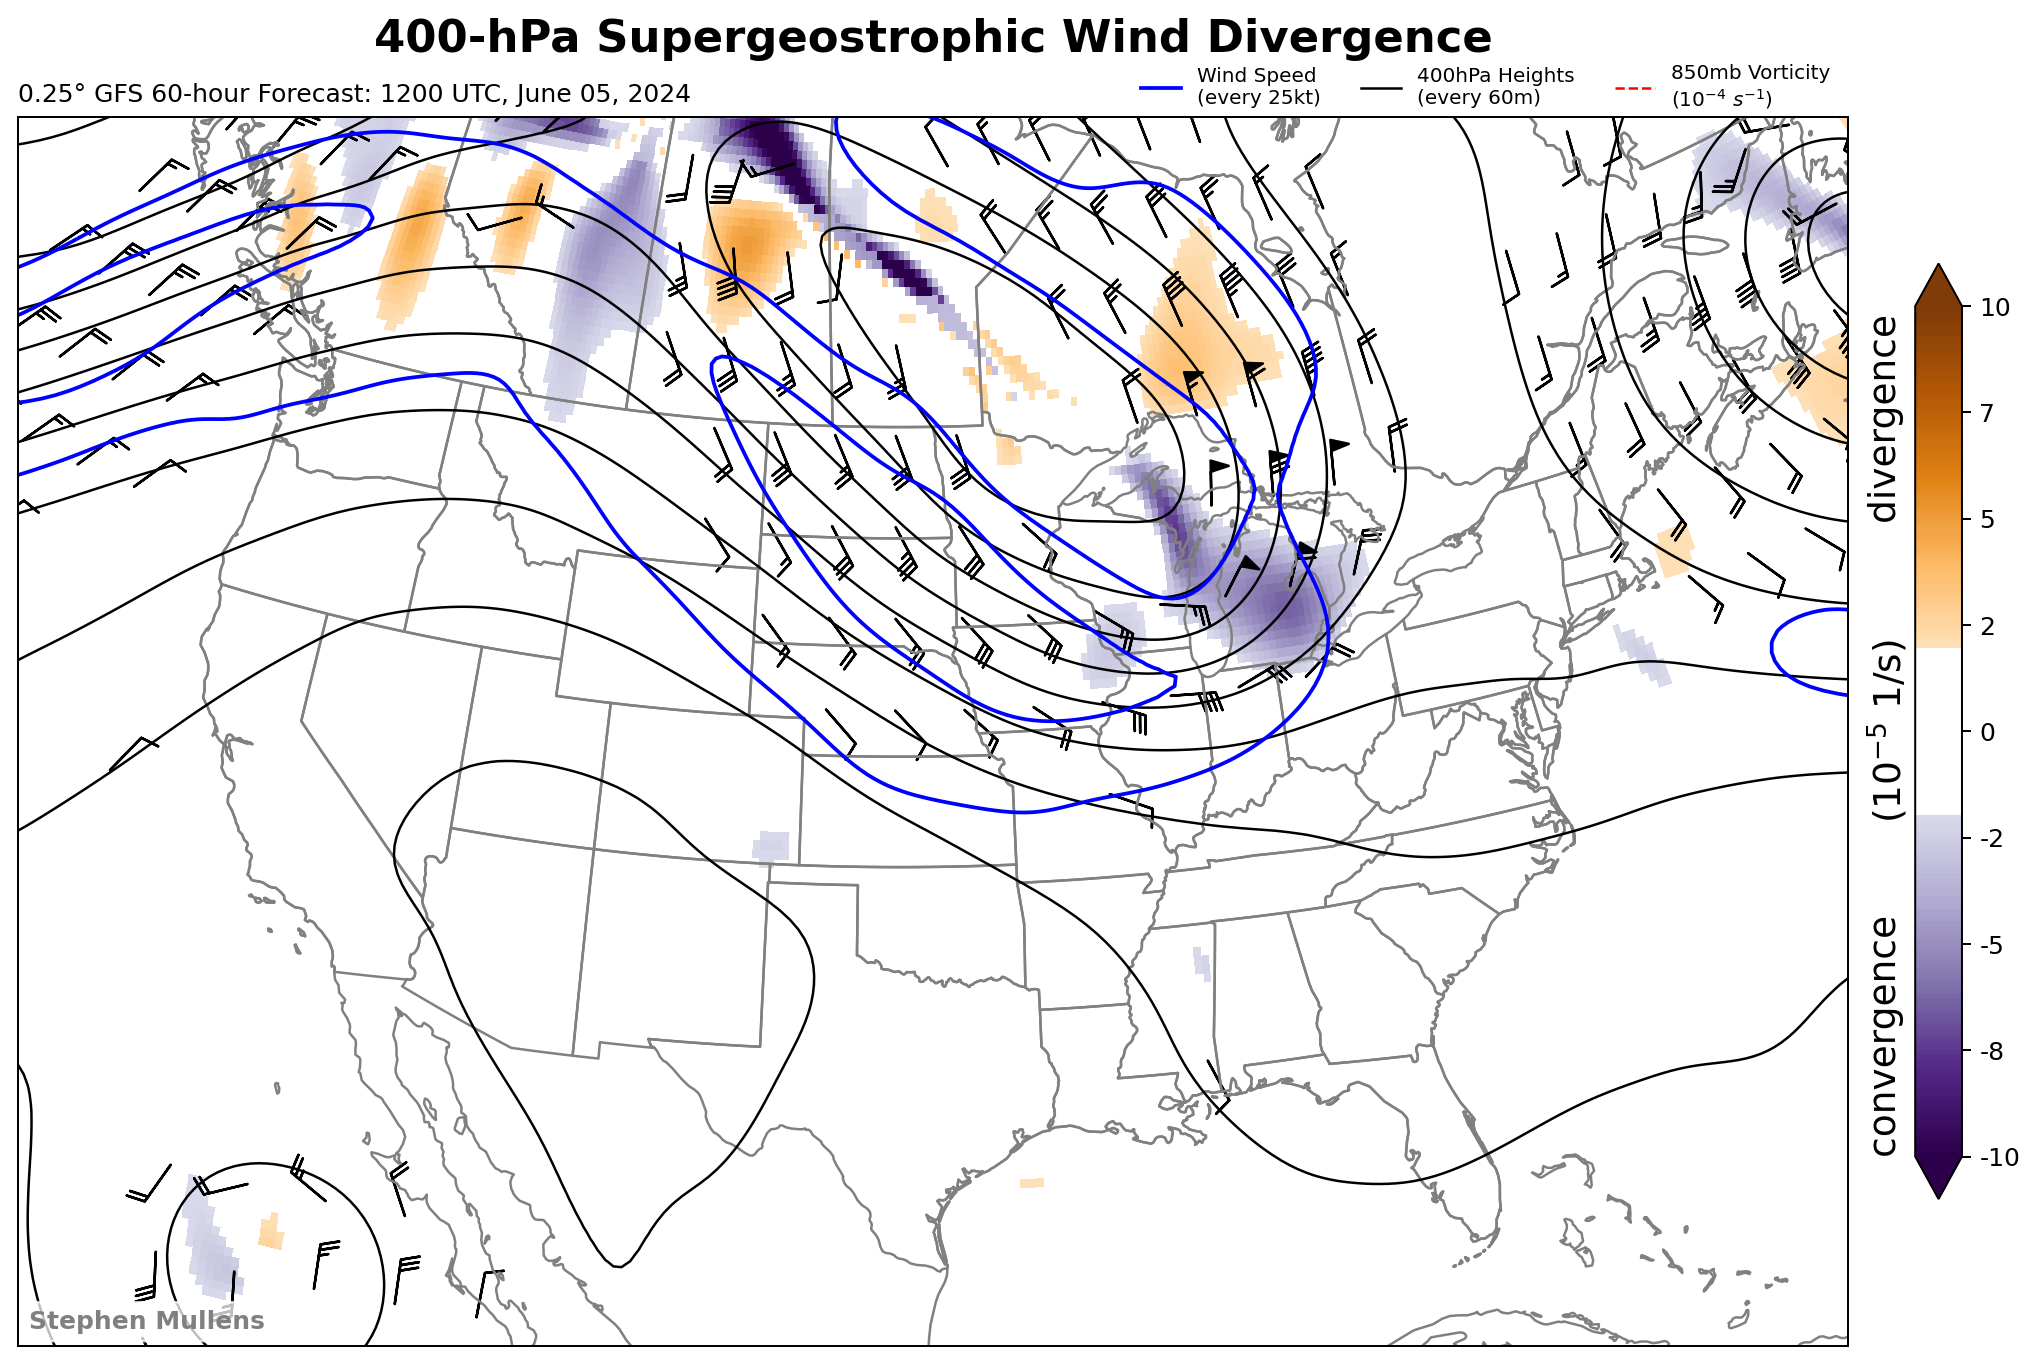 400-hPa Supergeostrophic Wind Divergence
0.25° GFS 60-hour Forecast: 1200 UTC, June 05, 2024
Wind Speed
(every 25kt)
400hPa Heights
(every 60m)
850mb Vorticity
(10⁻⁴ s⁻¹)
10
7
5
2
0
-2
-5
-8
-10
convergence (10⁻⁵ 1/s) divergence
Stephen Mullens